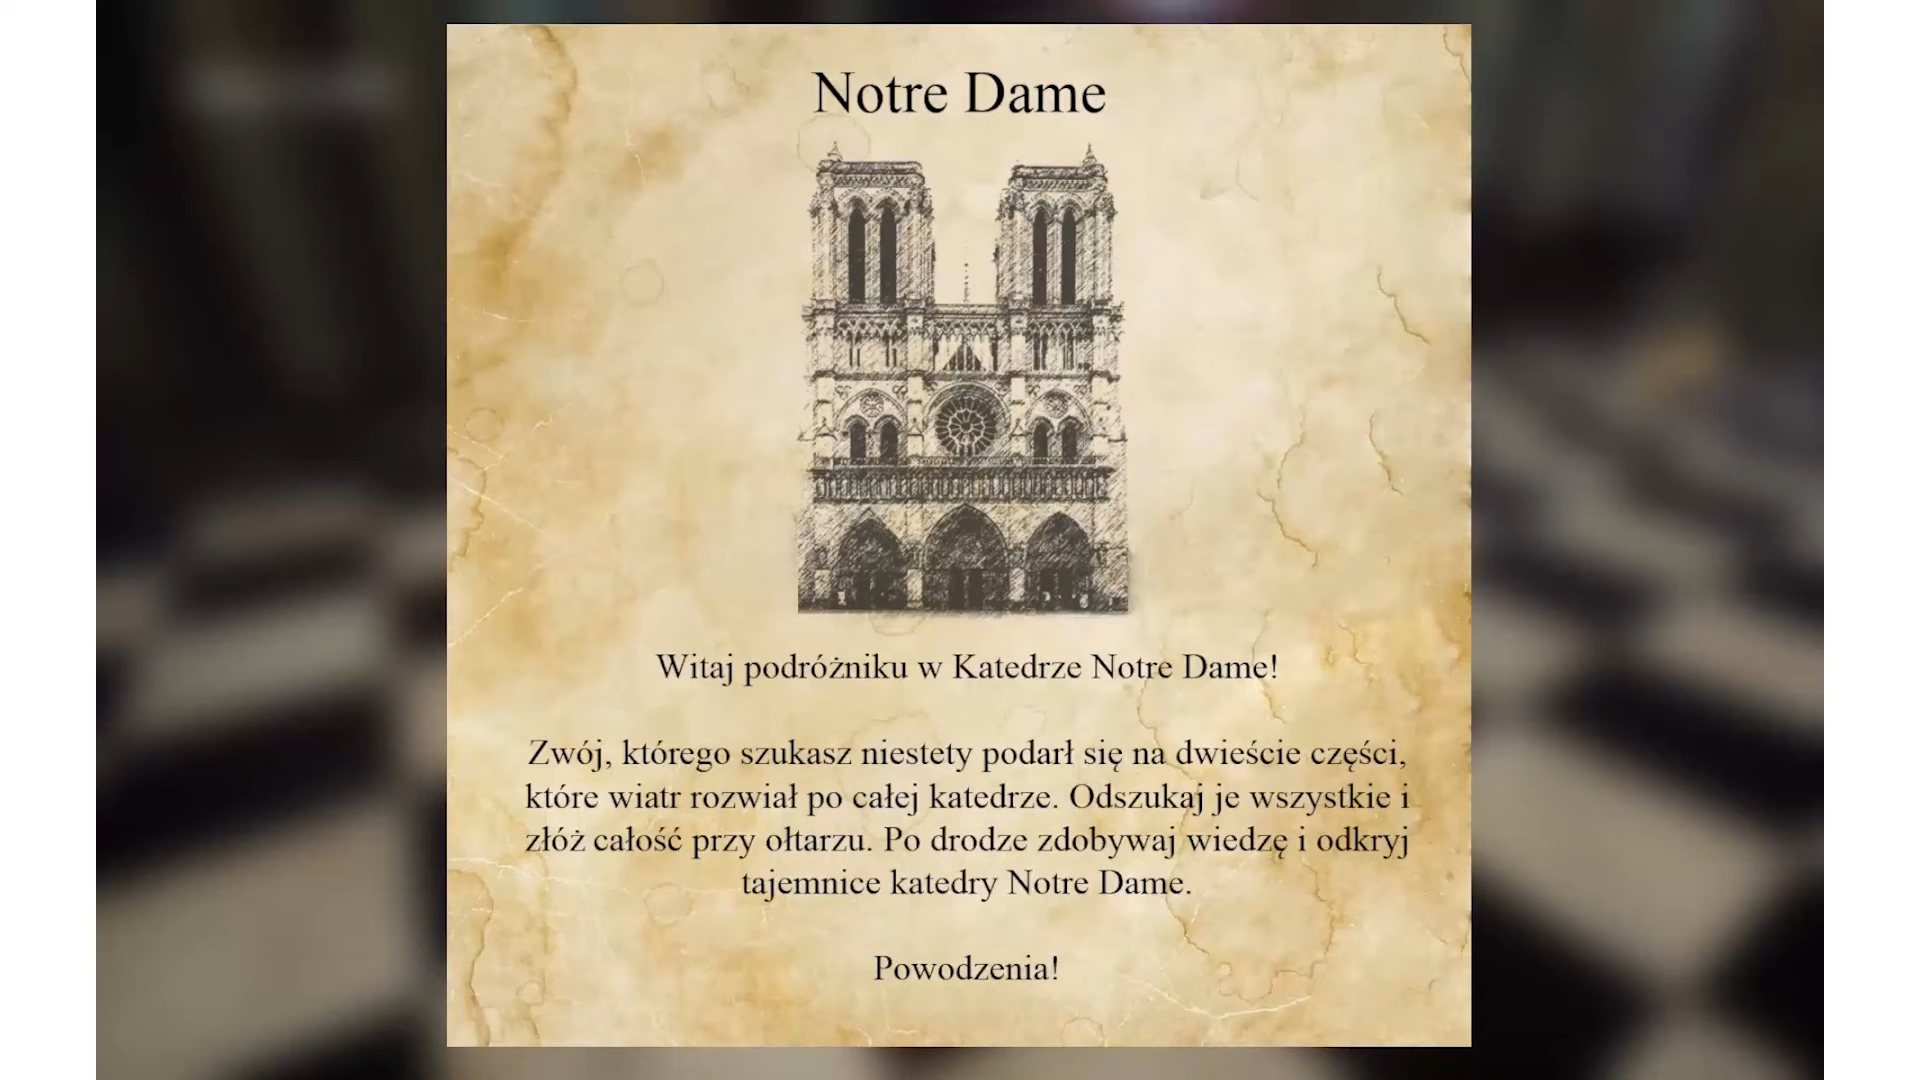 Notre Dame
Witaj podróżniku w Katedrze Notre Dame!
Zwój, którego szukasz niestety podarł się na dwieście części,
które wiatr rozwiał po całej katedrze. Odszukaj je wszystkie i
złóż całość przy ołtarzu. Po drodze zdobywaj wiedzę i odkryj
tajemnice katedry Notre Dame.
Powodzenia!